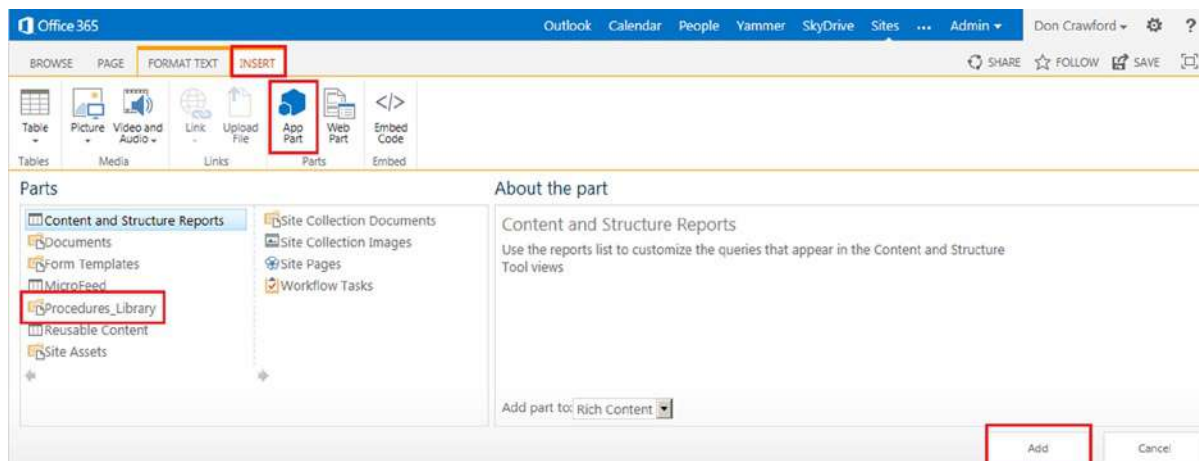 Office 365 Outlook Calendar People Yammer SkyDrive Sites ... Admin Don Crawford ?
BROWSE PAGE FORMAT TEXT INSERT SHARE FOLLOW SAVE
Table Picture Video and Audio Link Upload File App Part Web Part </> Embed Code
Tables Media Links Parts Embed
Parts
Content and Structure Reports
Documents
Form Templates
MicroFeed
Procedures_Library
Reusable Content
Site Assets
Site Collection Documents
Site Collection Images
Site Pages
Workflow Tasks
About the part
Content and Structure Reports
Use the reports list to customize the queries that appear in the Content and Structure
Tool views
Add part to: Rich Content
Add Cancel